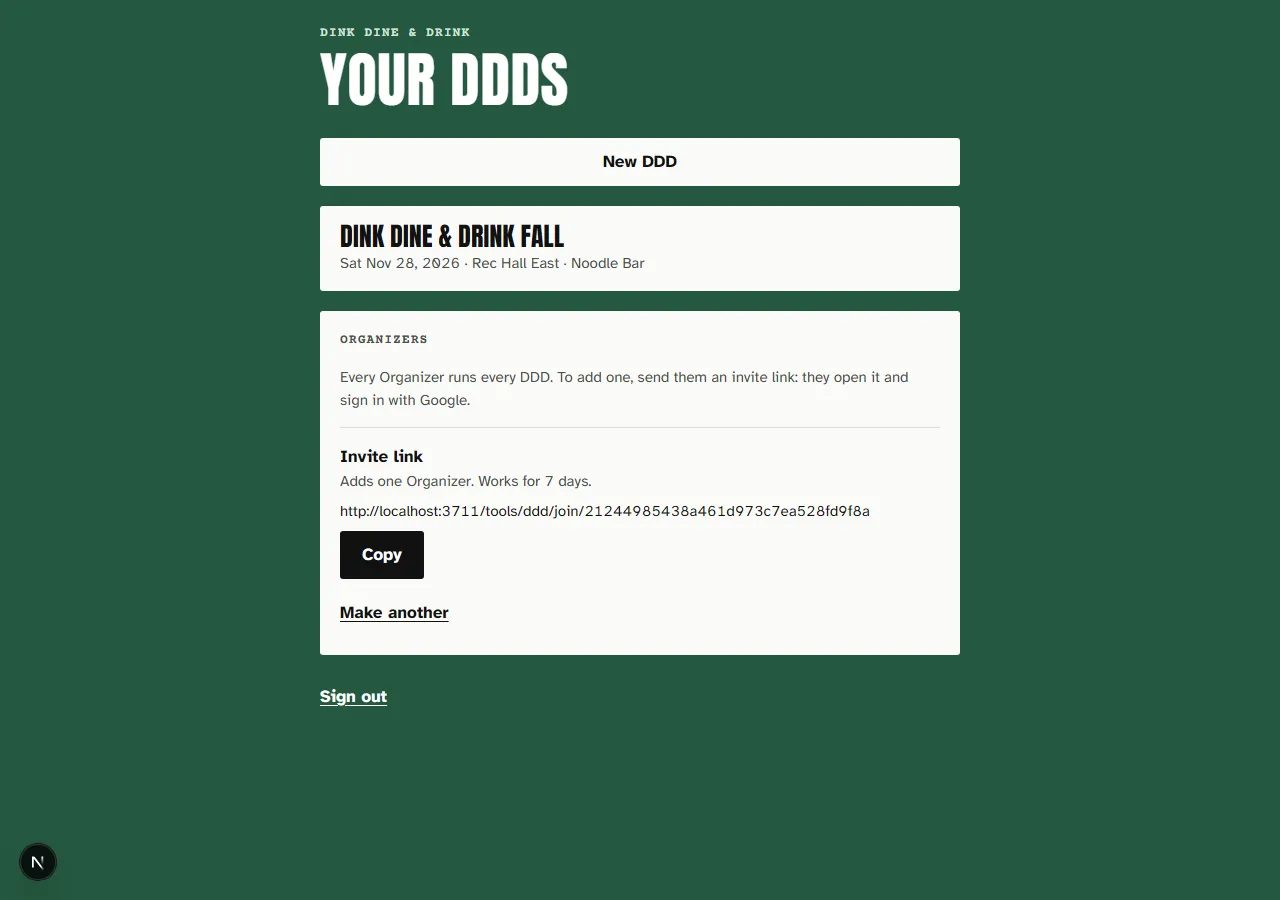 DINK DINE & DRINK
YOUR DDDS
New DDD
DINK DINE & DRINK FALL
Sat Nov 28, 2026 · Rec Hall East · Noodle Bar
ORGANIZERS
Every Organizer runs every DDD. To add one, send them an invite link: they open it and
sign in with Google.
Invite link
Adds one Organizer. Works for 7 days.
http://localhost:3711/tools/ddd/join/21244985438a461d973c7ea528fd9f8a
Copy
Make another
Sign out
N